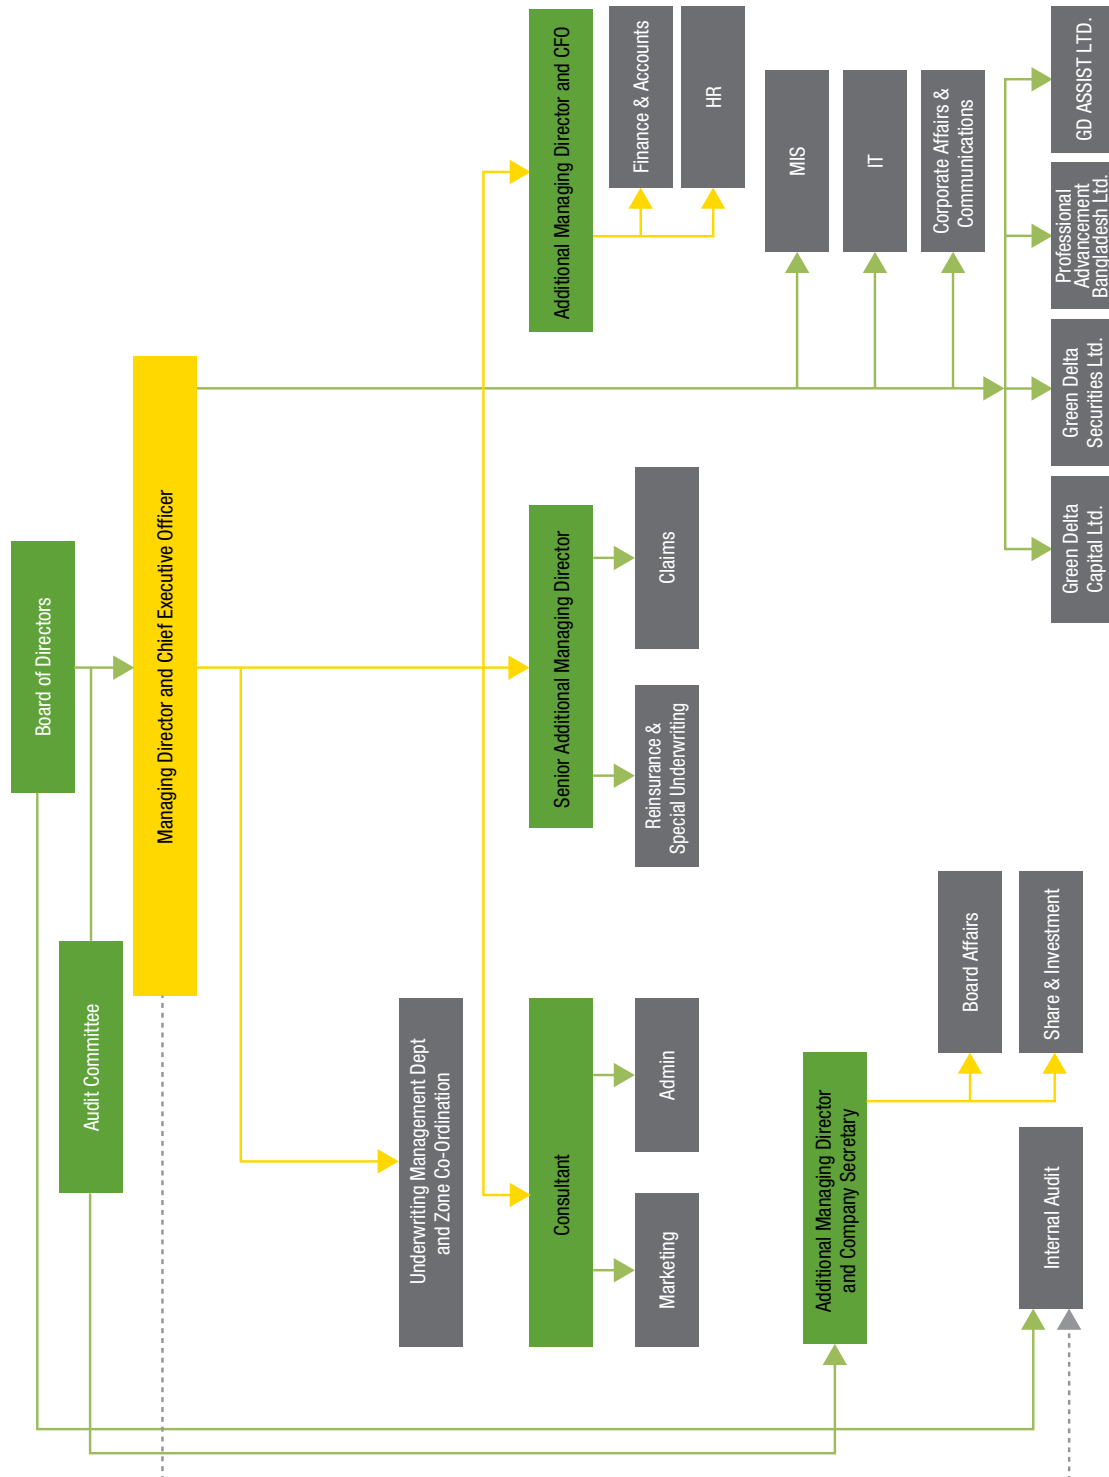 Board of Directors
Audit Committee
Managing Director and Chief Executive Officer
Underwriting Management Dept
and Zone Co-Ordination
Consultant
Senior Additional Managing Director
Additional Managing Director and CFO
Marketing
Admin
Reinsurance &
Special Underwriting
Claims
Finance & Accounts
HR
MIS
IT
Corporate Affairs &
Communications
Additional Managing Director
and Company Secretary
Board Affairs
Share & Investment
Internal Audit
Green Delta
Capital Ltd.
Green Delta
Securities Ltd.
Professional
Advancement
Bangladesh Ltd.
GD ASSIST LTD.